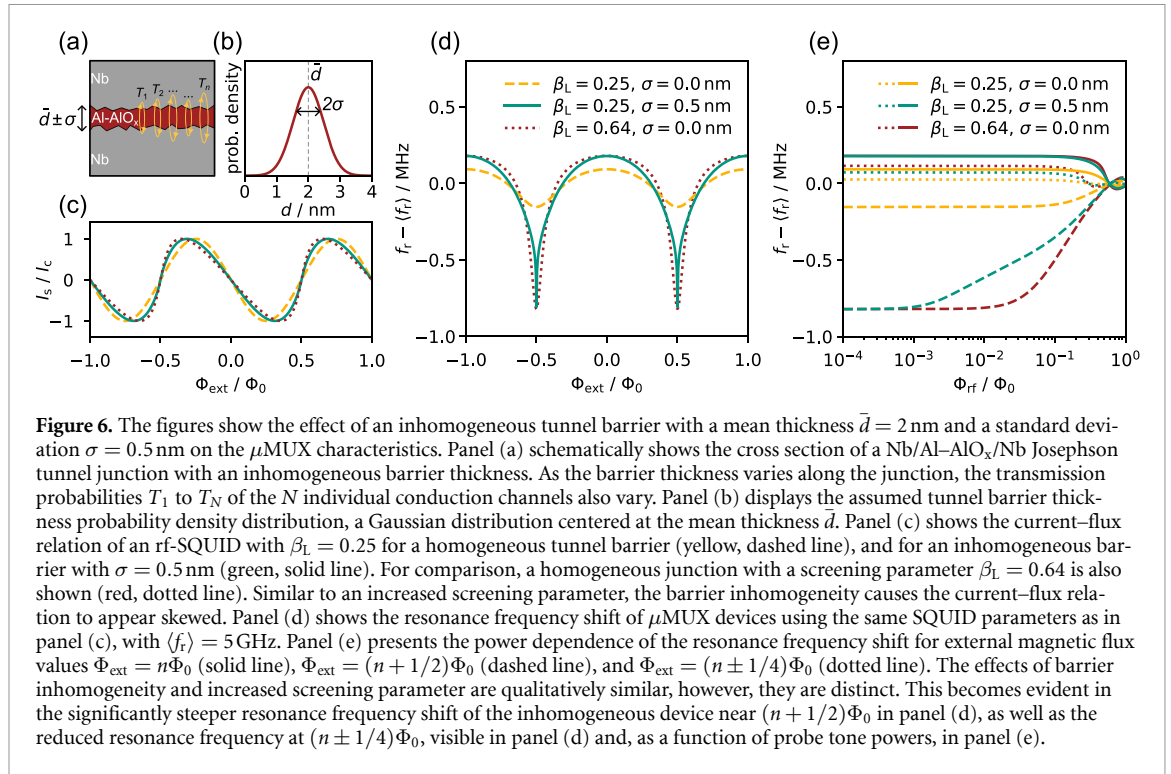 (a)
Nb
T₁
T₂
...
...
Tₙ
d̄ ± σ
Al-AlOₓ
Nb
(b)
prob. density
d̄
2σ
0 1 2 3 4
d / nm
(c)
Iₛ / I꜀
1
0
−1
−1.0 −0.5 0.0 0.5 1.0
Φext / Φ₀
(d)
βL = 0.25, σ = 0.0 nm
βL = 0.25, σ = 0.5 nm
βL = 0.64, σ = 0.0 nm
fᵣ − ⟨fᵣ⟩ / MHz
0.5
0.0
−0.5
−1.0
−1.0 −0.5 0.0 0.5 1.0
Φext / Φ₀
(e)
βL = 0.25, σ = 0.0 nm
βL = 0.25, σ = 0.5 nm
βL = 0.64, σ = 0.0 nm
fᵣ − ⟨fᵣ⟩ / MHz
0.5
0.0
−0.5
−1.0
10⁻⁴ 10⁻³ 10⁻² 10⁻¹ 10⁰
Φrf / Φ₀
Figure 6. The figures show the effect of an inhomogeneous tunnel barrier with a mean thickness d̄ = 2 nm and a standard devi-
ation σ = 0.5 nm on the μMUX characteristics. Panel (a) schematically shows the cross section of a Nb/Al–AlOₓ/Nb Josephson
tunnel junction with an inhomogeneous barrier thickness. As the barrier thickness varies along the junction, the transmission
probabilities T₁ to T_N of the N individual conduction channels also vary. Panel (b) displays the assumed tunnel barrier thick-
ness probability density distribution, a Gaussian distribution centered at the mean thickness d̄. Panel (c) shows the current–flux
relation of an rf-SQUID with βL = 0.25 for a homogeneous tunnel barrier (yellow, dashed line), and for an inhomogeneous bar-
rier with σ = 0.5 nm (green, solid line). For comparison, a homogeneous junction with a screening parameter βL = 0.64 is also
shown (red, dotted line). Similar to an increased screening parameter, the barrier inhomogeneity causes the current–flux rela-
tion to appear skewed. Panel (d) shows the resonance frequency shift of μMUX devices using the same SQUID parameters as in
panel (c), with ⟨fᵣ⟩ = 5 GHz. Panel (e) presents the power dependence of the resonance frequency shift for external magnetic flux
values Φext = nΦ₀ (solid line), Φext = (n + 1/2)Φ₀ (dashed line), and Φext = (n ± 1/4)Φ₀ (dotted line). The effects of barrier
inhomogeneity and increased screening parameter are qualitatively similar, however, they are distinct. This becomes evident in
the significantly steeper resonance frequency shift of the inhomogeneous device near (n + 1/2)Φ₀ in panel (d), as well as the
reduced resonance frequency at (n ± 1/4)Φ₀, visible in panel (d) and, as a function of probe tone powers, in panel (e).